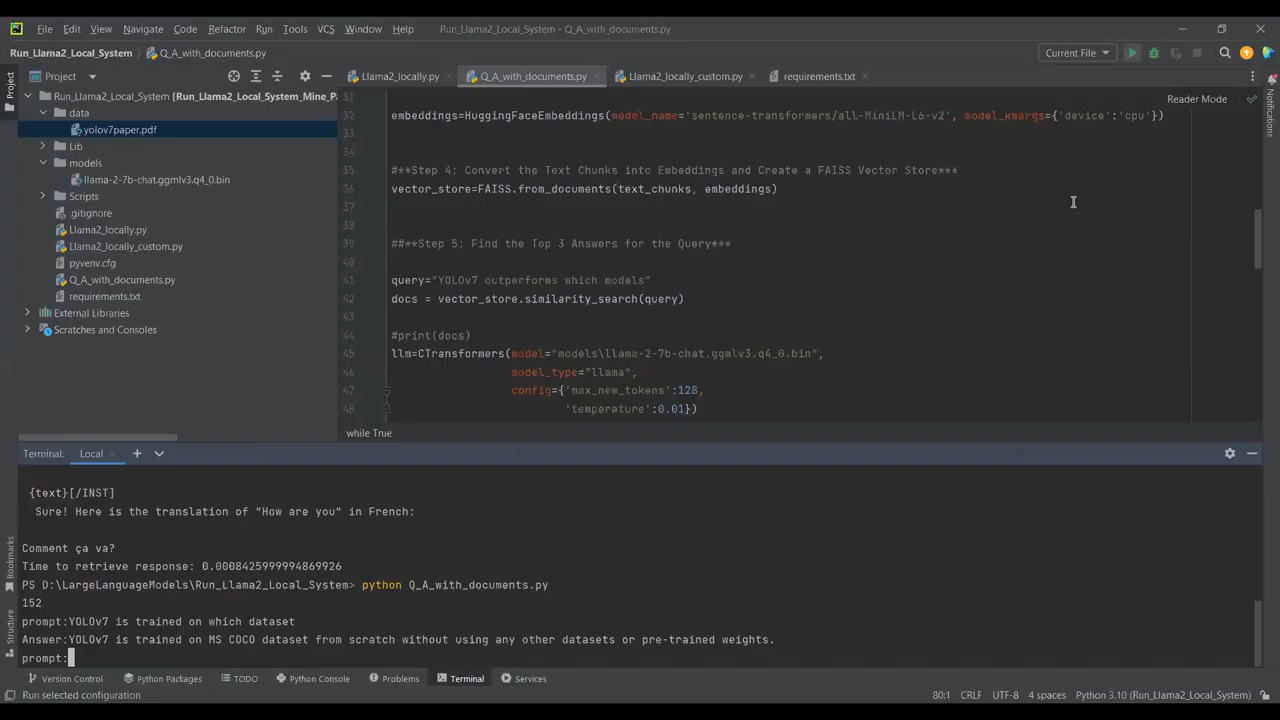 File Edit View Navigate Code Refactor Run Tools VCS Window Help Run_Llama2_Local_System - Q_A_with_documents.py
Run_Llama2_Local_System Q_A_with_documents.py Current File
Project
Project Llama2_locally.py Q_A_with_documents.py Llama2_locally_custom.py requirements.txt
Notifications
Run_Llama2_Local_System [Run_Llama2_Local_System_Mine_Pa
data
yolov7paper.pdf
Lib
models
llama-2-7b-chat.ggmlv3.q4_0.bin
Scripts
.gitignore
Llama2_locally.py
Llama2_locally_custom.py
pyvenv.cfg
Q_A_with_documents.py
requirements.txt
External Libraries
Scratches and Consoles
Reader Mode
31
32 embeddings=HuggingFaceEmbeddings(model_name='sentence-transformers/all-MiniLM-L6-v2', model_kwargs={'device':'cpu'})
33
34
35 #**Step 4: Convert the Text Chunks into Embeddings and Create a FAISS Vector Store***
36 vector_store=FAISS.from_documents(text_chunks, embeddings)
37
38
39 ##**Step 5: Find the Top 3 Answers for the Query***
40
41 query="YOLOv7 outperforms which models"
42 docs = vector_store.similarity_search(query)
43
44 #print(docs)
45 llm=CTransformers(model="models\llama-2-7b-chat.ggmlv3.q4_0.bin",
46 model_type="llama",
47 config={'max_new_tokens':128,
48 'temperature':0.01})
while True
Terminal: Local
{text}[/INST]
Sure! Here is the translation of "How are you" in French:
Comment ça va?
Time to retrieve response: 0.0008425999994869926
PS D:\LargeLanguageModels\Run_Llama2_Local_System> python Q_A_with_documents.py
152
prompt:YOLOv7 is trained on which dataset
Answer:YOLOv7 is trained on MS COCO dataset from scratch without using any other datasets or pre-trained weights.
prompt:
Bookmarks
Structure
Version Control Python Packages TODO Python Console Problems Terminal Services
Run selected configuration 80:1 CRLF UTF-8 4 spaces Python 3.10 (Run_Llama2_Local_System)